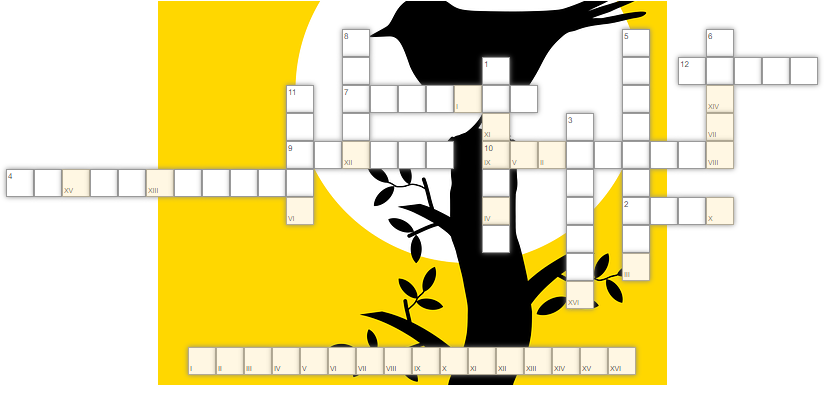 8 5 6
1 12
11 7 I XIV
XI 3 VII
9 XII 10 IX V II VIII
4 XV XIII
VI IV 2 X
III
XVI
I II III IV V VI VII VIII IX X XI XII XIII XIV XV XVI